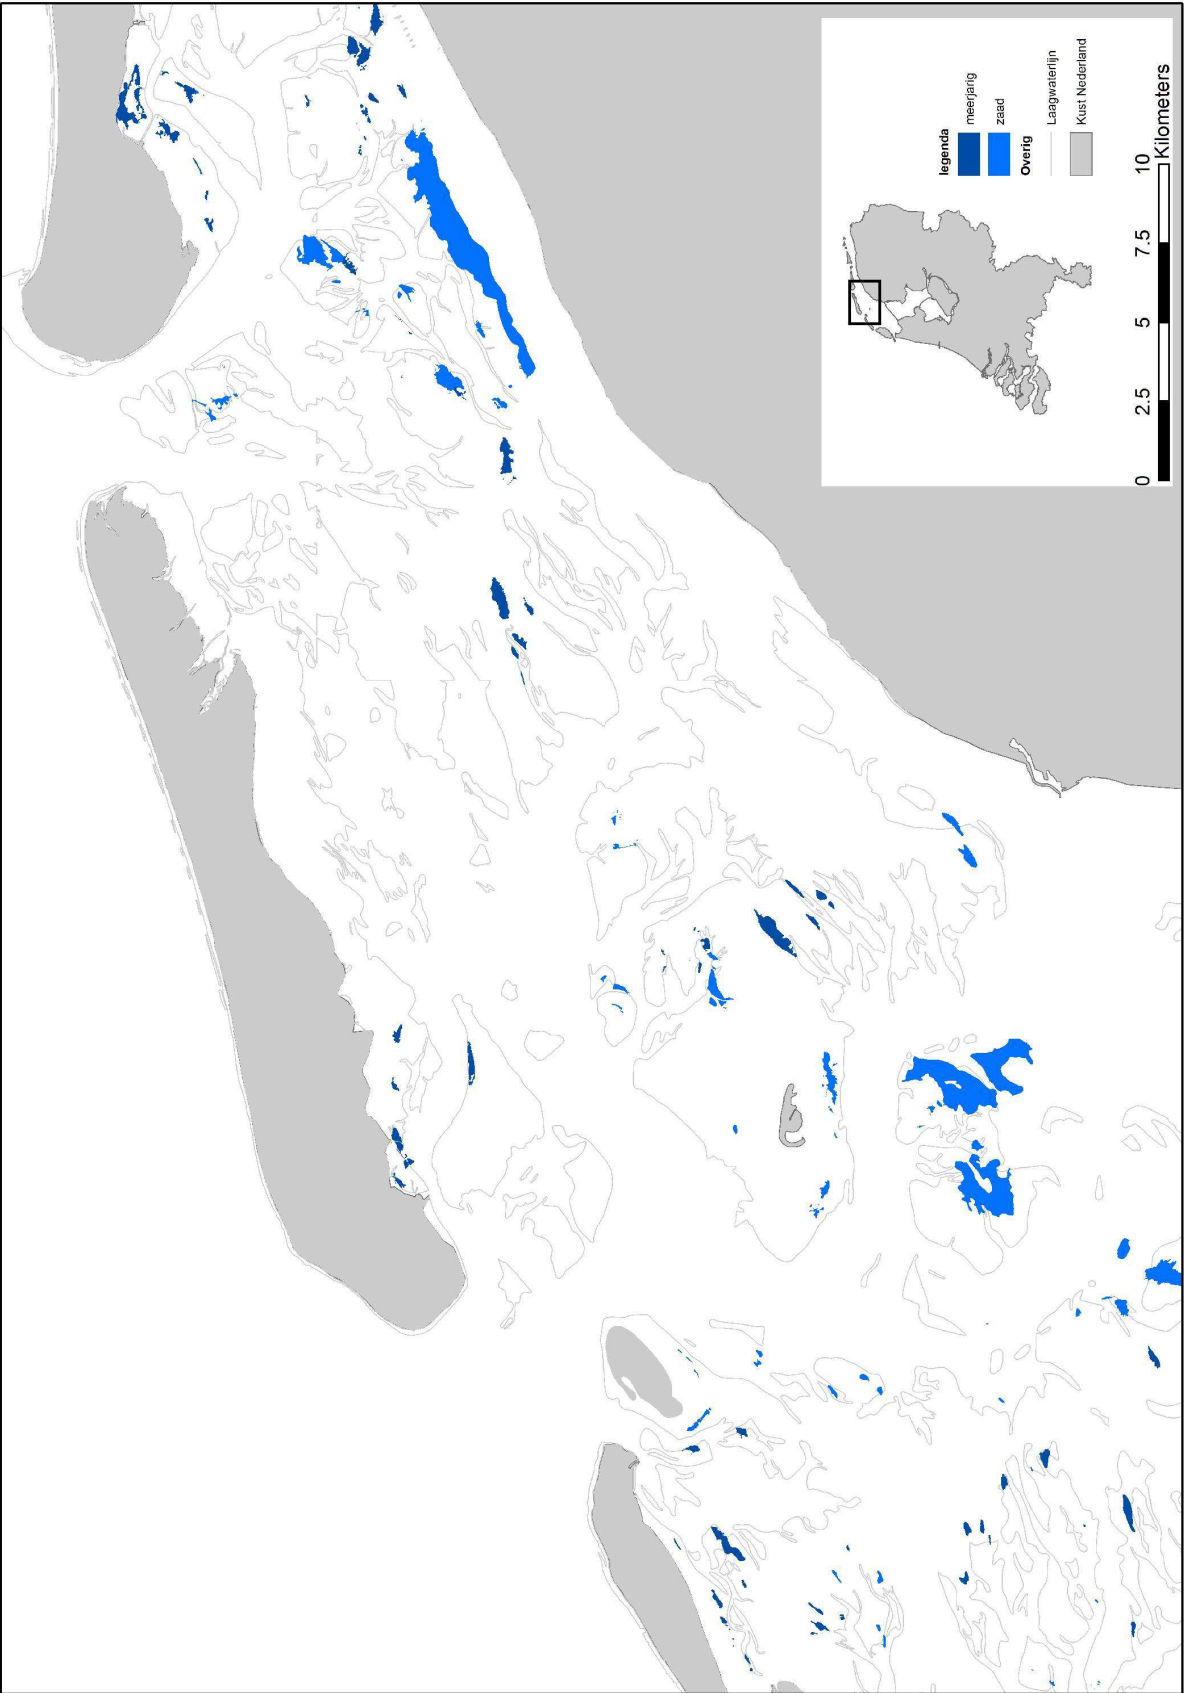 legenda
meerjarig
zaad
Overig
Laagwaterlijn
Kust Nederland
0 2.5 5 7.5 10
Kilometers